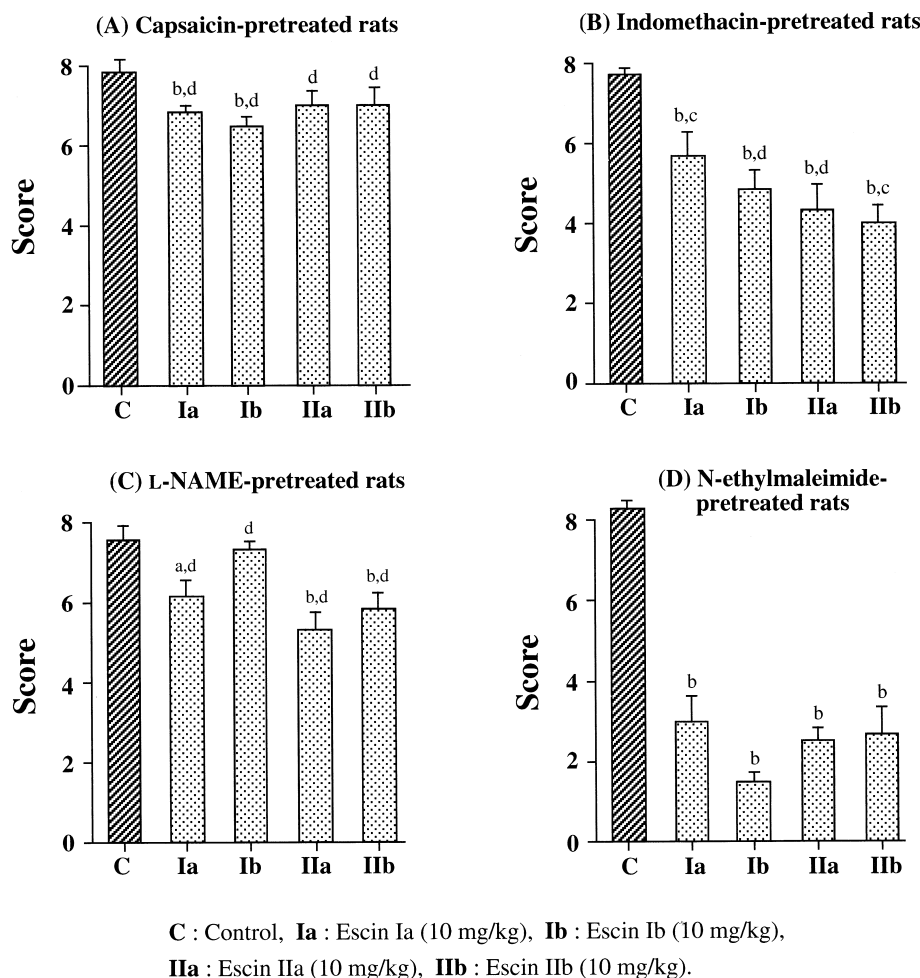 (A) Capsaicin-pretreated rats
8
6
4
2
0
Score
b,d
b,d
d
d
C Ia Ib IIa IIb
(B) Indomethacin-pretreated rats
8
6
4
2
0
Score
b,c
b,d
b,d
b,c
C Ia Ib IIa IIb
(C) L-NAME-pretreated rats
8
6
4
2
0
Score
a,d
d
b,d
b,d
C Ia Ib IIa IIb
(D) N-ethylmaleimide-
pretreated rats
8
6
4
2
0
Score
b
b
b
b
C Ia Ib IIa IIb
C : Control, Ia : Escin Ia (10 mg/kg), Ib : Escin Ib (10 mg/kg),
IIa : Escin IIa (10 mg/kg), IIb : Escin IIb (10 mg/kg).